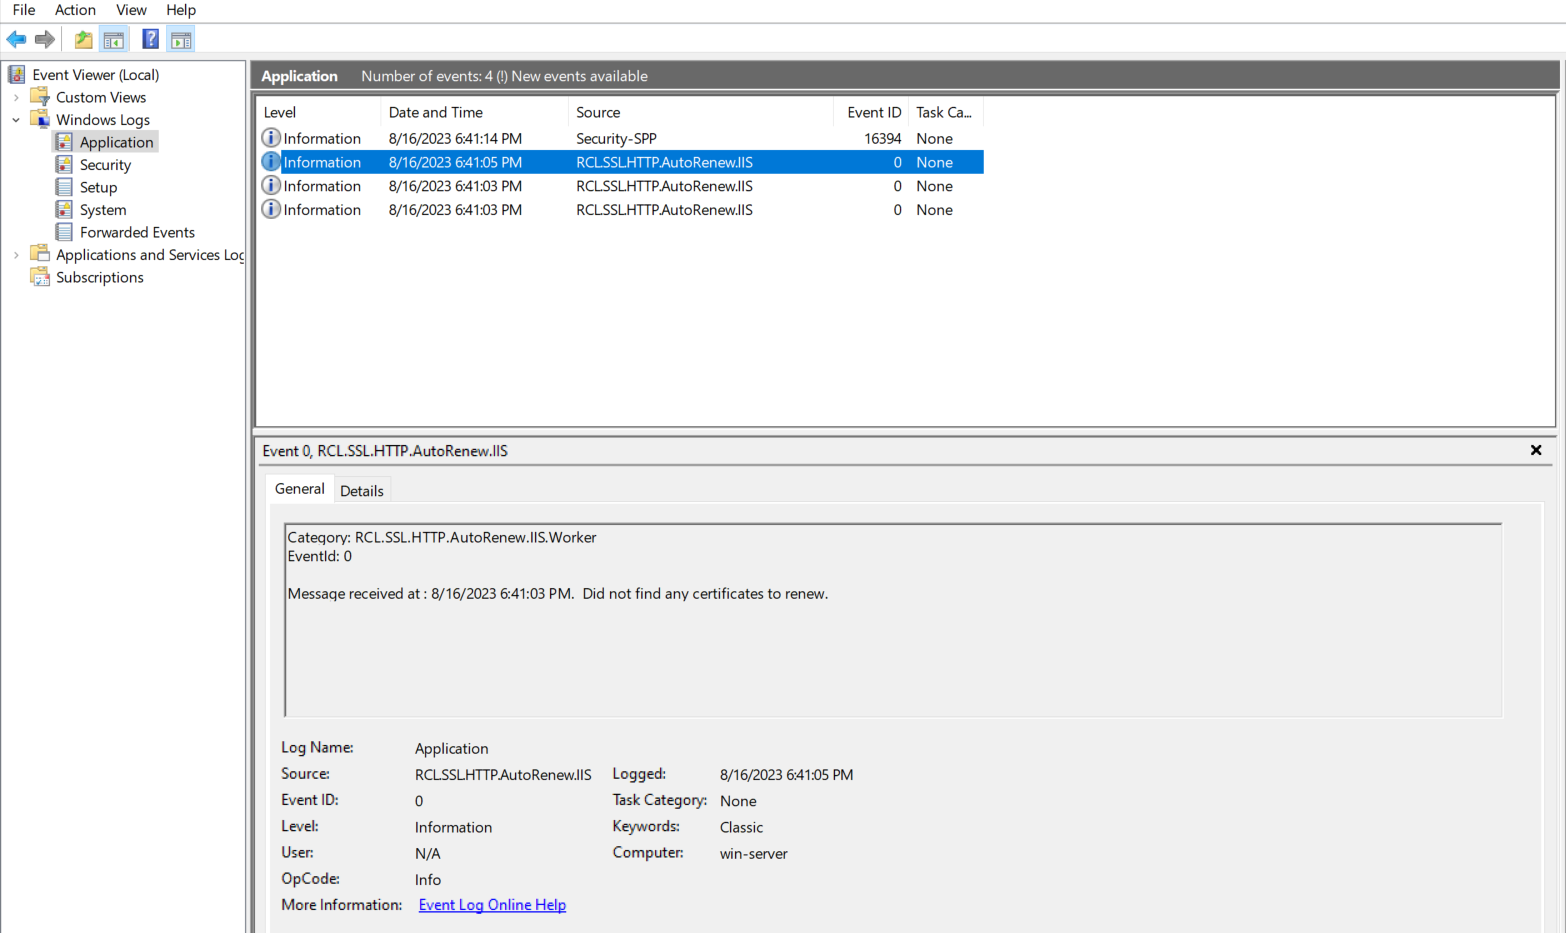 File Action View Help
Event Viewer (Local)
Custom Views
Windows Logs
Application
Security
Setup
System
Forwarded Events
Applications and Services Log
Subscriptions
Application Number of events: 4 (!) New events available
Level Date and Time Source Event ID Task Ca...
Information 8/16/2023 6:41:14 PM Security-SPP 16394 None
Information 8/16/2023 6:41:05 PM RCL.SSL.HTTP.AutoRenew.IIS 0 None
Information 8/16/2023 6:41:03 PM RCL.SSL.HTTP.AutoRenew.IIS 0 None
Information 8/16/2023 6:41:03 PM RCL.SSL.HTTP.AutoRenew.IIS 0 None
Event 0, RCL.SSL.HTTP.AutoRenew.IIS
General Details
Category: RCL.SSL.HTTP.AutoRenew.IIS.Worker
EventId: 0
Message received at : 8/16/2023 6:41:03 PM.  Did not find any certificates to renew.
Log Name: Application
Source: RCL.SSL.HTTP.AutoRenew.IIS Logged: 8/16/2023 6:41:05 PM
Event ID: 0 Task Category: None
Level: Information Keywords: Classic
User: N/A Computer: win-server
OpCode: Info
More Information: Event Log Online Help